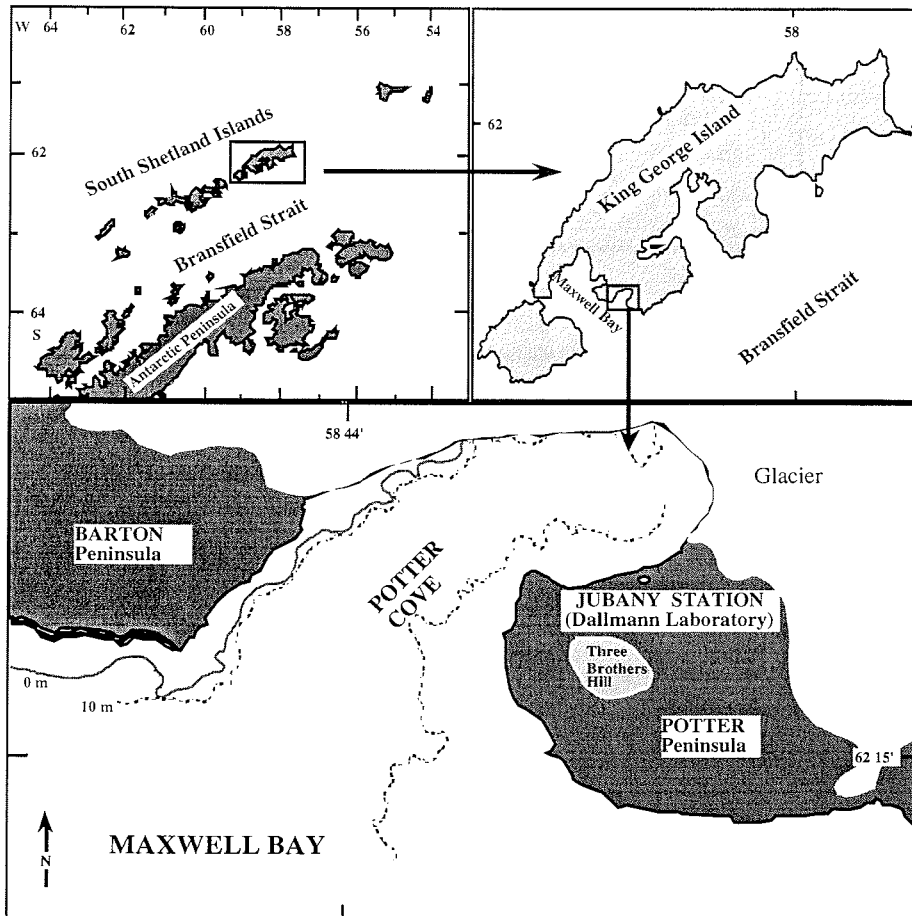 W 64 62 60 58 56 54
62
64
S
South Shetland Islands
Bransfield Strait
Antarctic Peninsula
58
62
King George Island
Maxwell Bay
Bransfield Strait
58 44'
Glacier
BARTON
Peninsula
POTTER
COVE
JUBANY STATION
(Dallmann Laboratory)
Three
Brothers
Hill
0 m
10 m
POTTER
Peninsula
62 15'
MAXWELL BAY
N